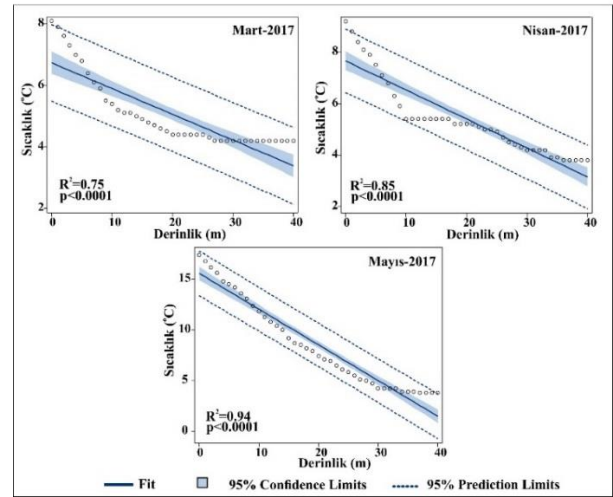 Mart-2017
Sıcaklık (°C)
8
6
4
2
R²=0.75
p<0.0001
0 10 20 30 40
Derinlik (m)
Nisan-2017
Sıcaklık (°C)
8
6
4
2
R²=0.85
p<0.0001
0 10 20 30 40
Derinlik (m)
Mayıs-2017
Sıcaklık (°C)
15
10
5
0
R²=0.94
p<0.0001
0 10 20 30 40
Derinlik (m)
Fit 95% Confidence Limits 95% Prediction Limits